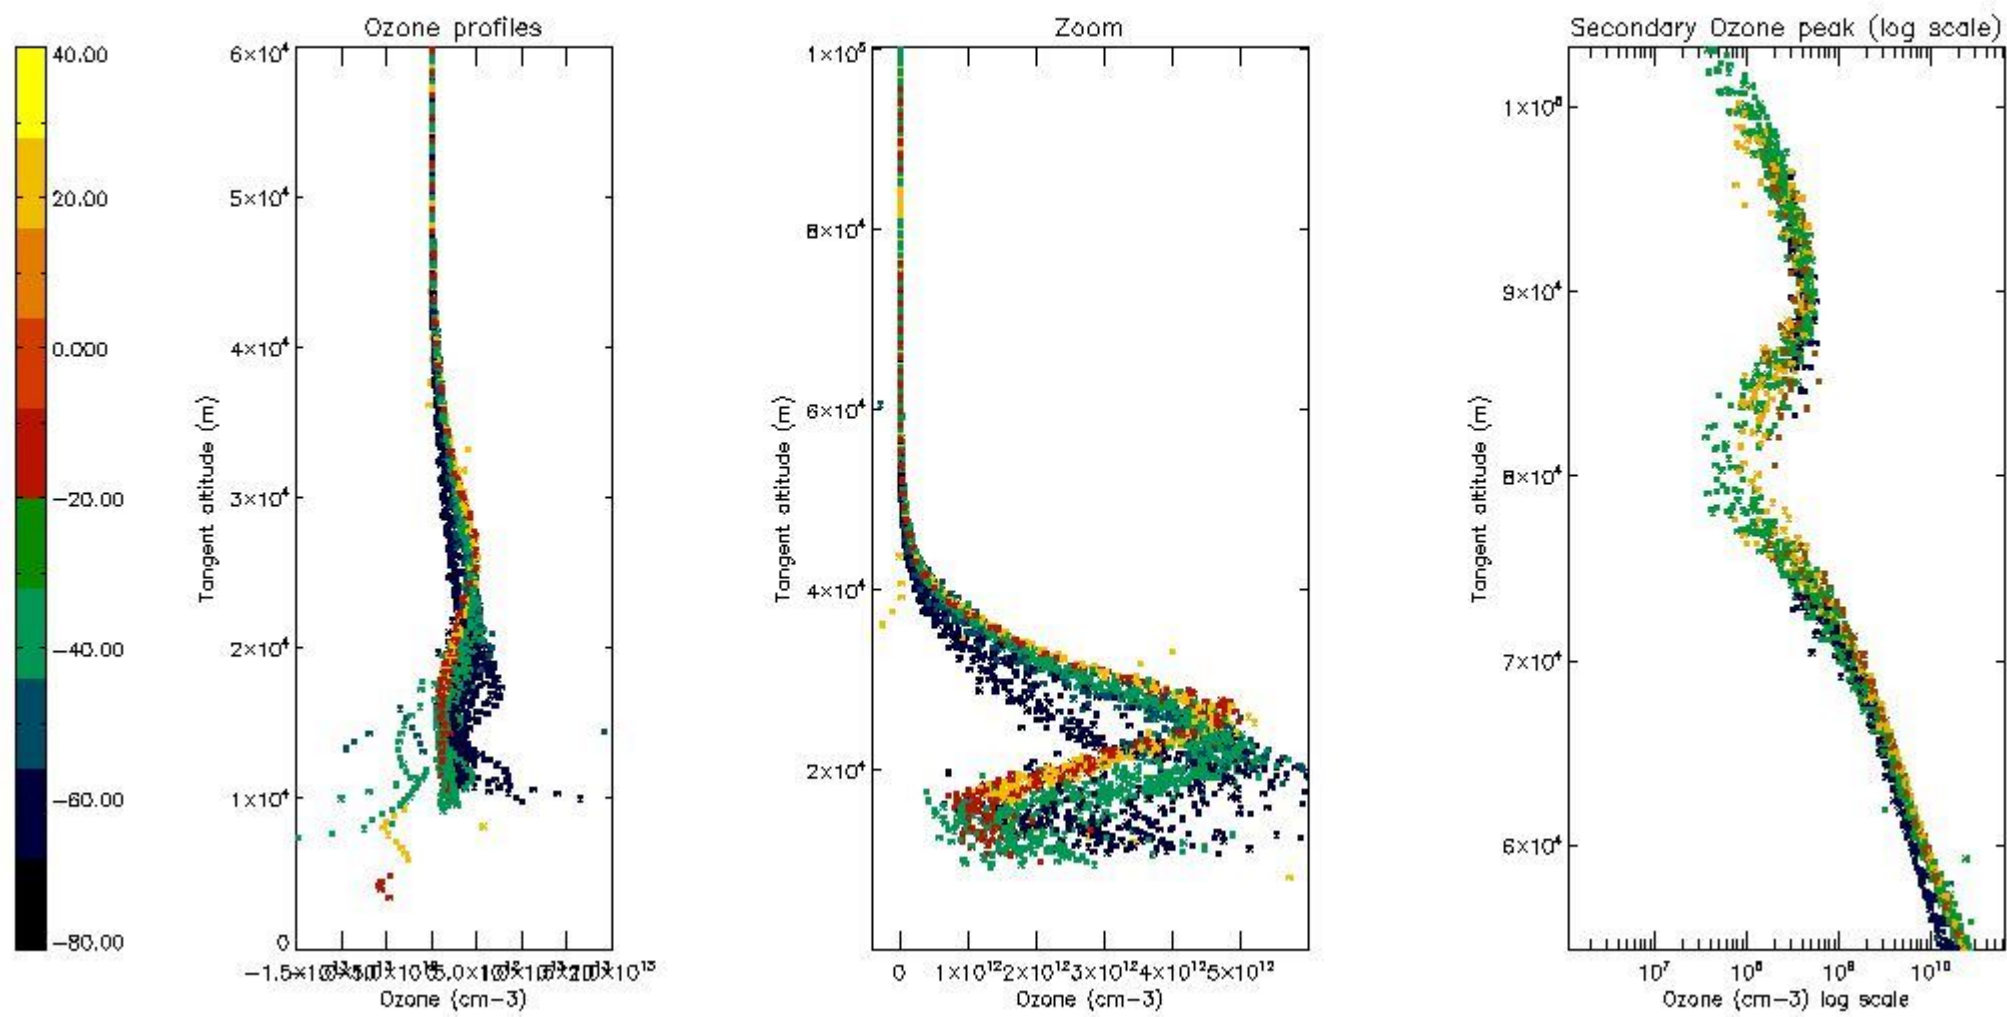 Ozone profiles
Zoom
Secondary Ozone peak (log scale)
40.00
20.00
0.000
−20.00
−40.00
−60.00
−80.00
6×10⁴
5×10⁴
4×10⁴
3×10⁴
2×10⁴
1×10⁴
0
Tangent altitude (m)
Ozone (cm−3)
1×10⁵
8×10⁴
6×10⁴
4×10⁴
2×10⁴
Tangent altitude (m)
0 1×10¹² 2×10¹² 3×10¹² 4×10¹² 5×10¹²
Ozone (cm−3)
1×10⁵
9×10⁴
8×10⁴
7×10⁴
6×10⁴
Tangent altitude (m)
10⁷ 10⁸ 10⁹ 10¹⁰
Ozone (cm−3) log scale